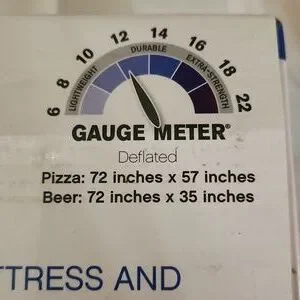 6 8 10 12 14 16 18 22
LIGHTWEIGHT DURABLE EXTRA-STRENGTH
GAUGE METER®
Deflated
Pizza: 72 inches x 57 inches
Beer: 72 inches x 35 inches
TTRESS AND